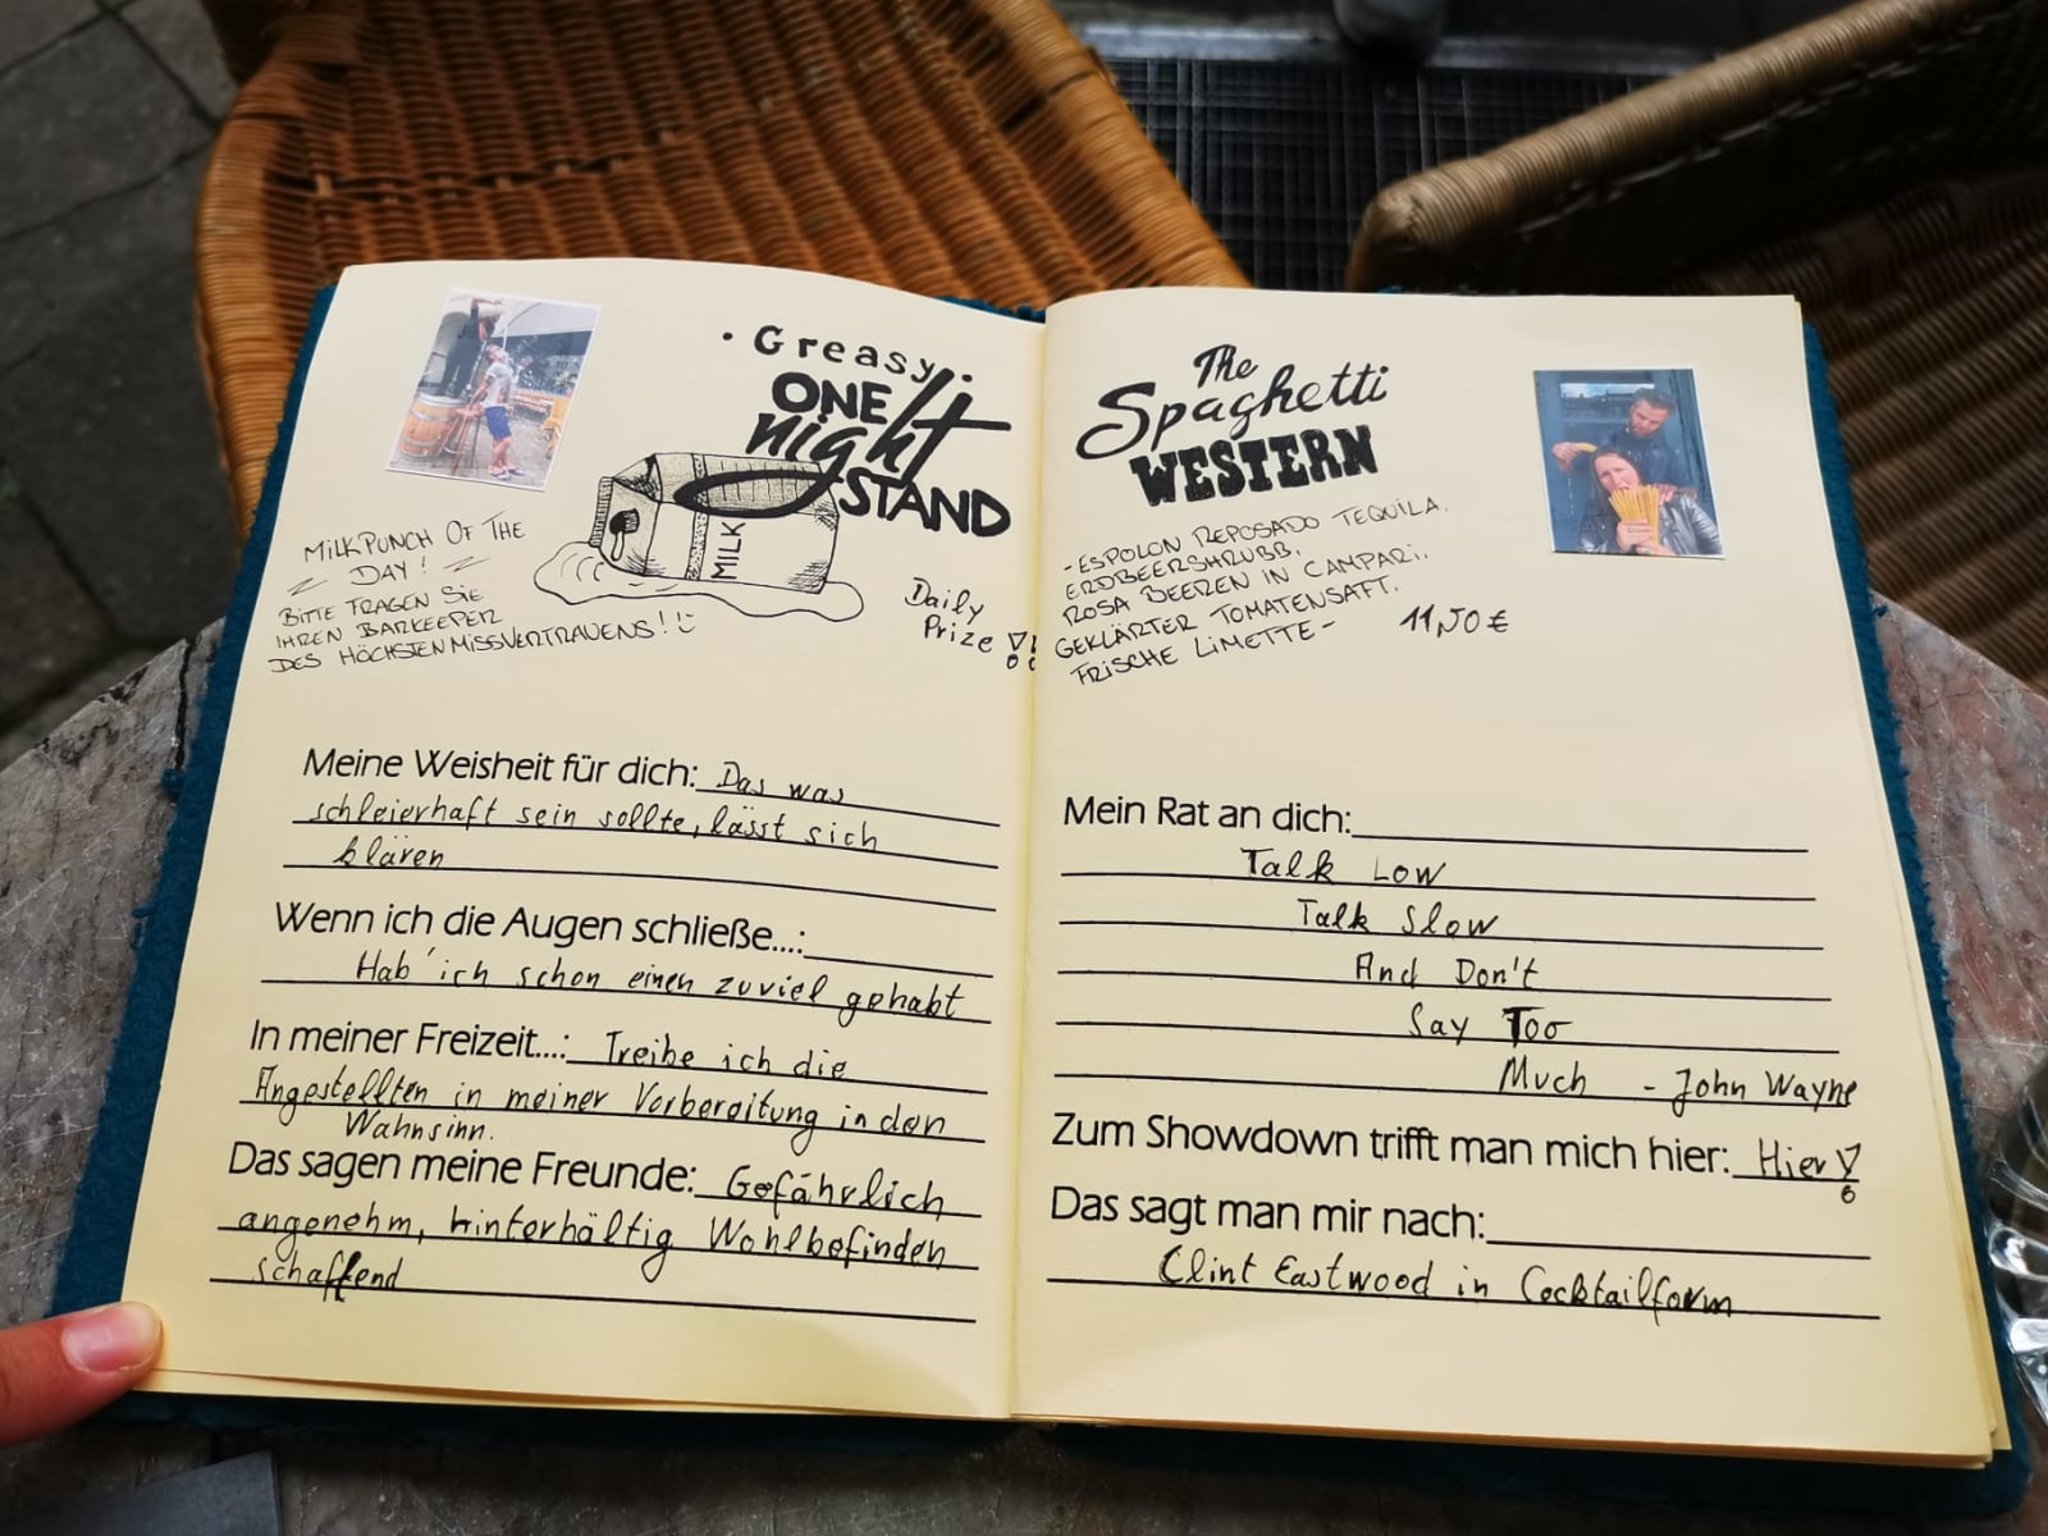 • Greasy •
ONE
night
STAND
MILK
MILKPUNCH OF THE
DAY!
BITTE FRAGEN SIE
IHREN BARKEEPER
DES HÖCHSTEN MISSVERTRAUENS!
Daily
Prize !!
Meine Weisheit für dich: Das was
schleierhaft sein sollte, lässt sich
klären
Wenn ich die Augen schließe...:
Hab' ich schon einen zuviel gehabt
In meiner Freizeit...: Treibe ich die
Angestellten in meiner Vorbereitung in den
Wahnsinn.
Das sagen meine Freunde: Gefährlich
angenehm, hinterhältig Wohlbefinden
schaffend
The
Spaghetti
WESTERN
-ESPOLON REPOSADO TEQUILA.
ERDBEERSHRUBB.
ROSA BEEREN IN CAMPARI.
GEKLÄRTER TOMATENSAFT.
FRISCHE LIMETTE-
11,50€
Mein Rat an dich:
Talk Low
Talk Slow
And Don't
Say Too
Much - John Wayne
Zum Showdown trifft man mich hier: Hier!
Das sagt man mir nach:
Clint Eastwood in Cocktailform